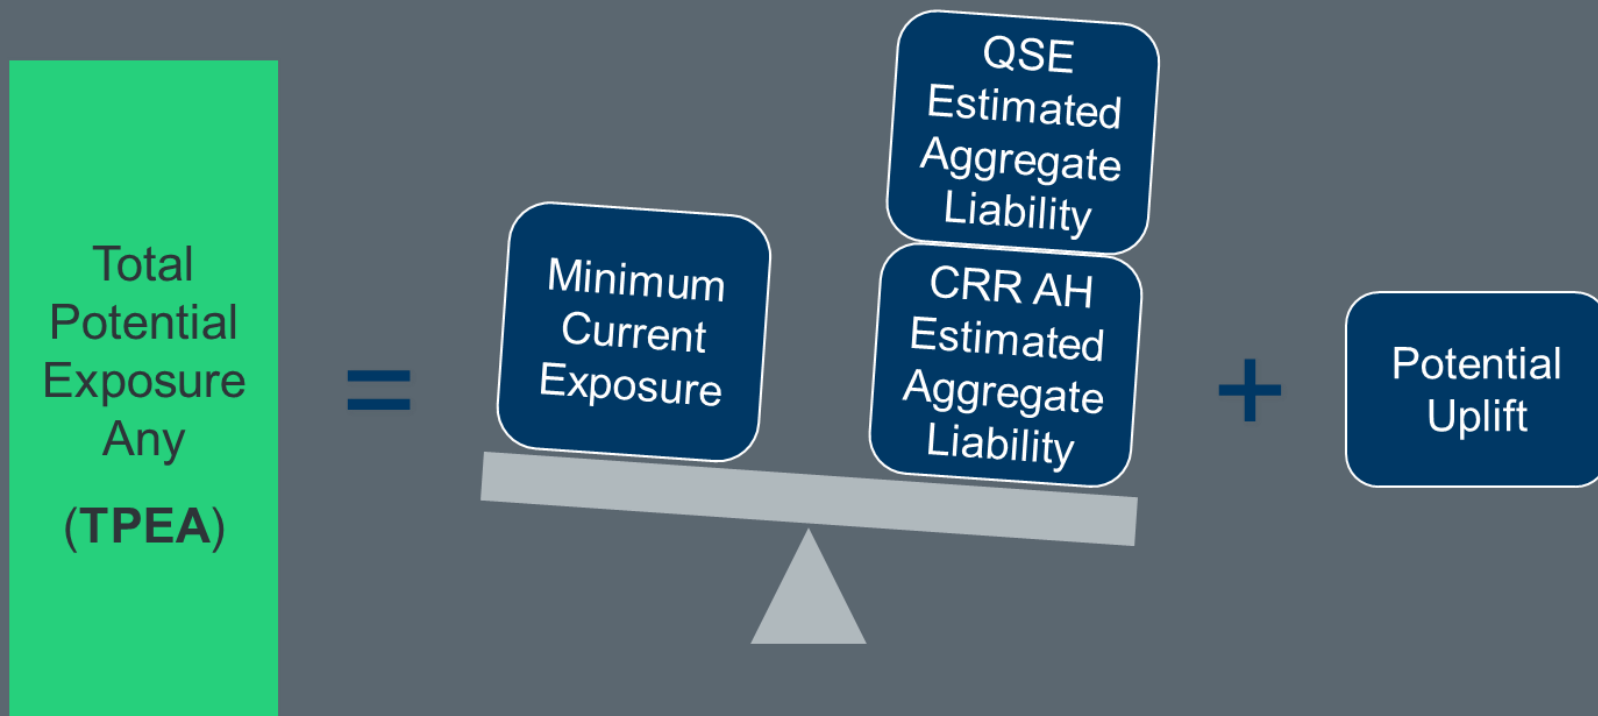 Total
Potential
Exposure
Any
(TPEA)
=
Minimum
Current
Exposure
QSE
Estimated
Aggregate
Liability
CRR AH
Estimated
Aggregate
Liability
+
Potential
Uplift